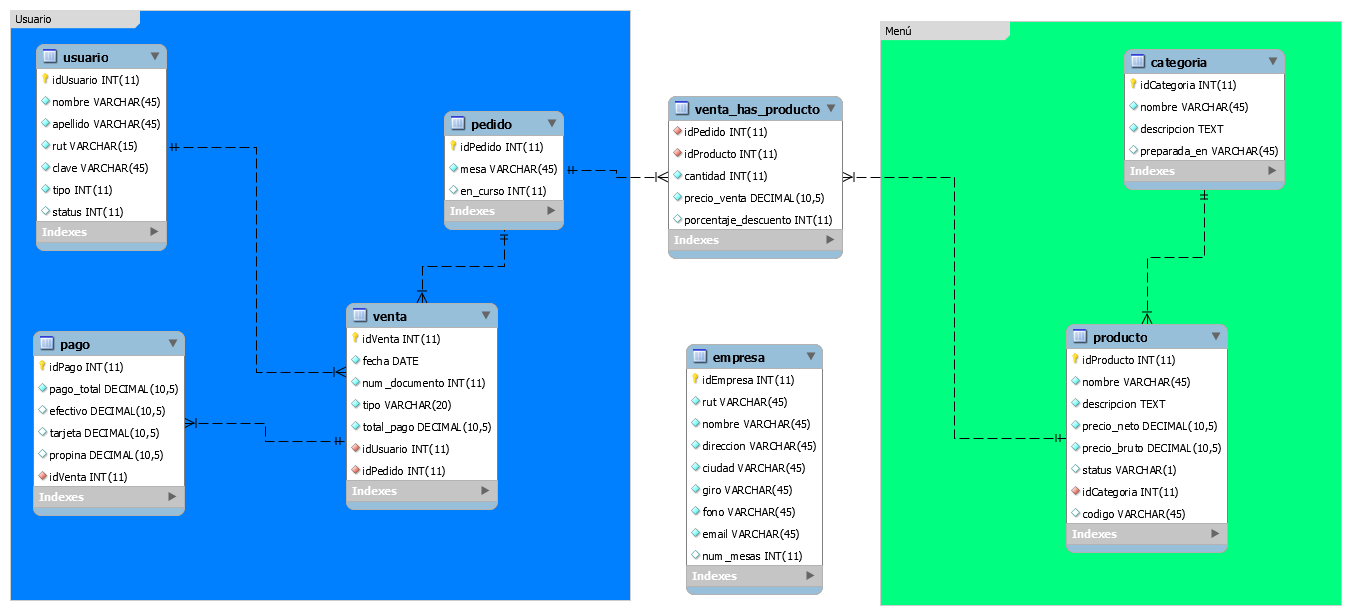 Usuario
usuario
idUsuario INT(11)
nombre VARCHAR(45)
apellido VARCHAR(45)
rut VARCHAR(15)
clave VARCHAR(45)
tipo INT(11)
status INT(11)
Indexes
pedido
idPedido INT(11)
mesa VARCHAR(45)
en_curso INT(11)
Indexes
pago
idPago INT(11)
pago_total DECIMAL(10,5)
efectivo DECIMAL(10,5)
tarjeta DECIMAL(10,5)
propina DECIMAL(10,5)
idVenta INT(11)
Indexes
venta
idVenta INT(11)
fecha DATE
num_documento INT(11)
tipo VARCHAR(20)
total_pago DECIMAL(10,5)
idUsuario INT(11)
idPedido INT(11)
Indexes
venta_has_producto
idPedido INT(11)
idProducto INT(11)
cantidad INT(11)
precio_venta DECIMAL(10,5)
porcentaje_descuento INT(11)
Indexes
empresa
idEmpresa INT(11)
rut VARCHAR(45)
nombre VARCHAR(45)
direccion VARCHAR(45)
ciudad VARCHAR(45)
giro VARCHAR(45)
fono VARCHAR(45)
email VARCHAR(45)
num_mesas INT(11)
Indexes
Menú
categoria
idCategoria INT(11)
nombre VARCHAR(45)
descripcion TEXT
preparada_en VARCHAR(45)
Indexes
producto
idProducto INT(11)
nombre VARCHAR(45)
descripcion TEXT
precio_neto DECIMAL(10,5)
precio_bruto DECIMAL(10,5)
status VARCHAR(1)
idCategoria INT(11)
codigo VARCHAR(45)
Indexes